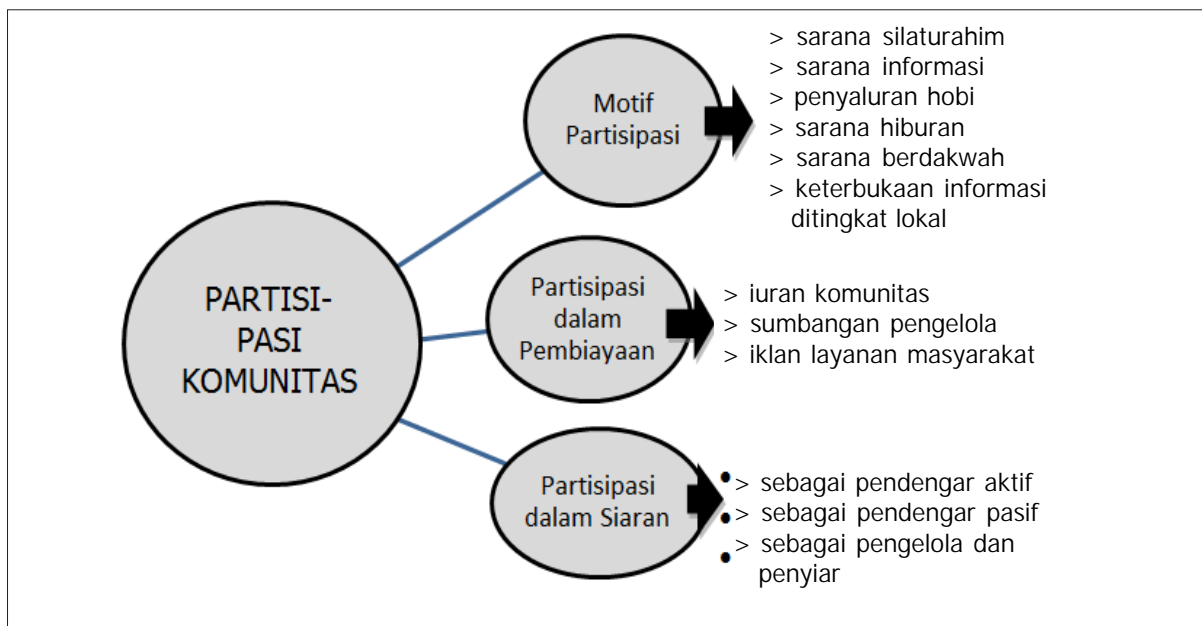 PARTISI-
PASI
KOMUNITAS
Motif
Partisipasi
> sarana silaturahim
> sarana informasi
> penyaluran hobi
> sarana hiburan
> sarana berdakwah
> keterbukaan informasi
ditingkat lokal
Partisipasi
dalam
Pembiayaan
> iuran komunitas
> sumbangan pengelola
> iklan layanan masyarakat
Partisipasi
dalam Siaran
• > sebagai pendengar aktif
• > sebagai pendengar pasif
• > sebagai pengelola dan
penyiar